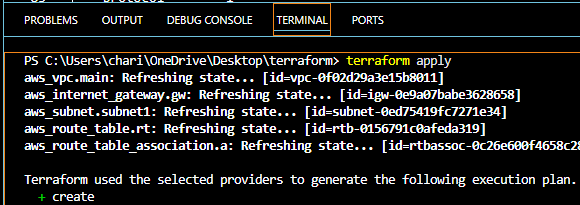 PROBLEMS OUTPUT DEBUG CONSOLE TERMINAL PORTS
PS C:\Users\chari\OneDrive\Desktop\terraform> terraform apply
aws_vpc.main: Refreshing state... [id=vpc-0f02d29a3e15b8011]
aws_internet_gateway.gw: Refreshing state... [id=igw-0e9a07babe3628658]
aws_subnet.subnet1: Refreshing state... [id=subnet-0ed75419fc7271e34]
aws_route_table.rt: Refreshing state... [id=rtb-0156791c0afeda319]
aws_route_table_association.a: Refreshing state... [id=rtbassoc-0c26e600f4658c28
Terraform used the selected providers to generate the following execution plan.
+ create